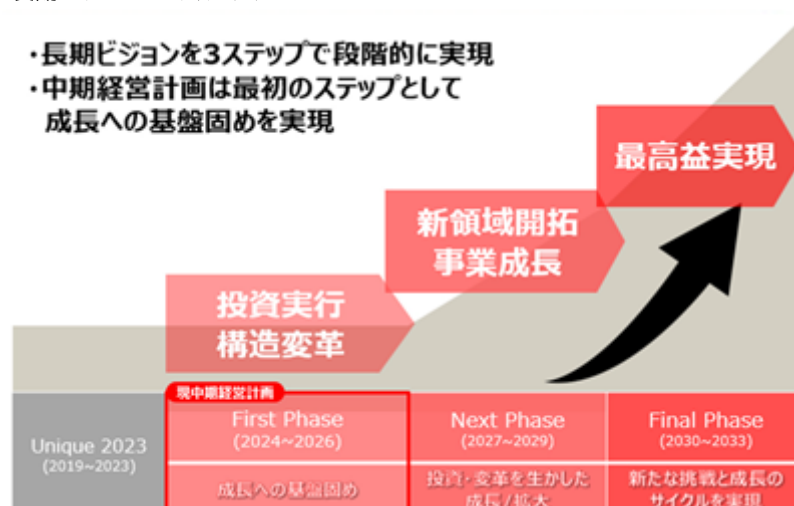 ・長期ビジョンを3ステップで段階的に実現
・中期経営計画は最初のステップとして
成長への基盤固めを実現
最高益実現
新領域開拓
事業成長
投資実行
構造変革
現中期経営計画
Unique 2023
(2019~2023)
First Phase
(2024~2026)
Next Phase
(2027~2029)
Final Phase
(2030~2033)
成長への基盤固め
投資・変革を生かした
成長/拡大
新たな挑戦と成長の
サイクルを実現